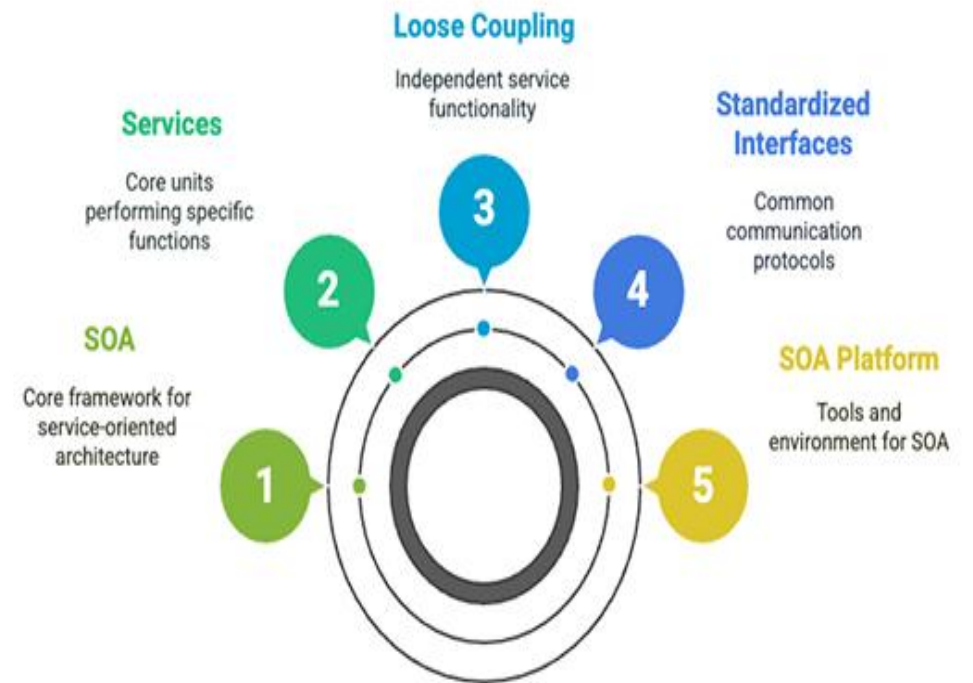 SOA
Core framework for
service-oriented
architecture
1
Services
Core units
performing specific
functions
2
Loose Coupling
Independent service
functionality
3
Standardized
Interfaces
Common
communication
protocols
4
SOA Platform
Tools and
environment for SOA
5